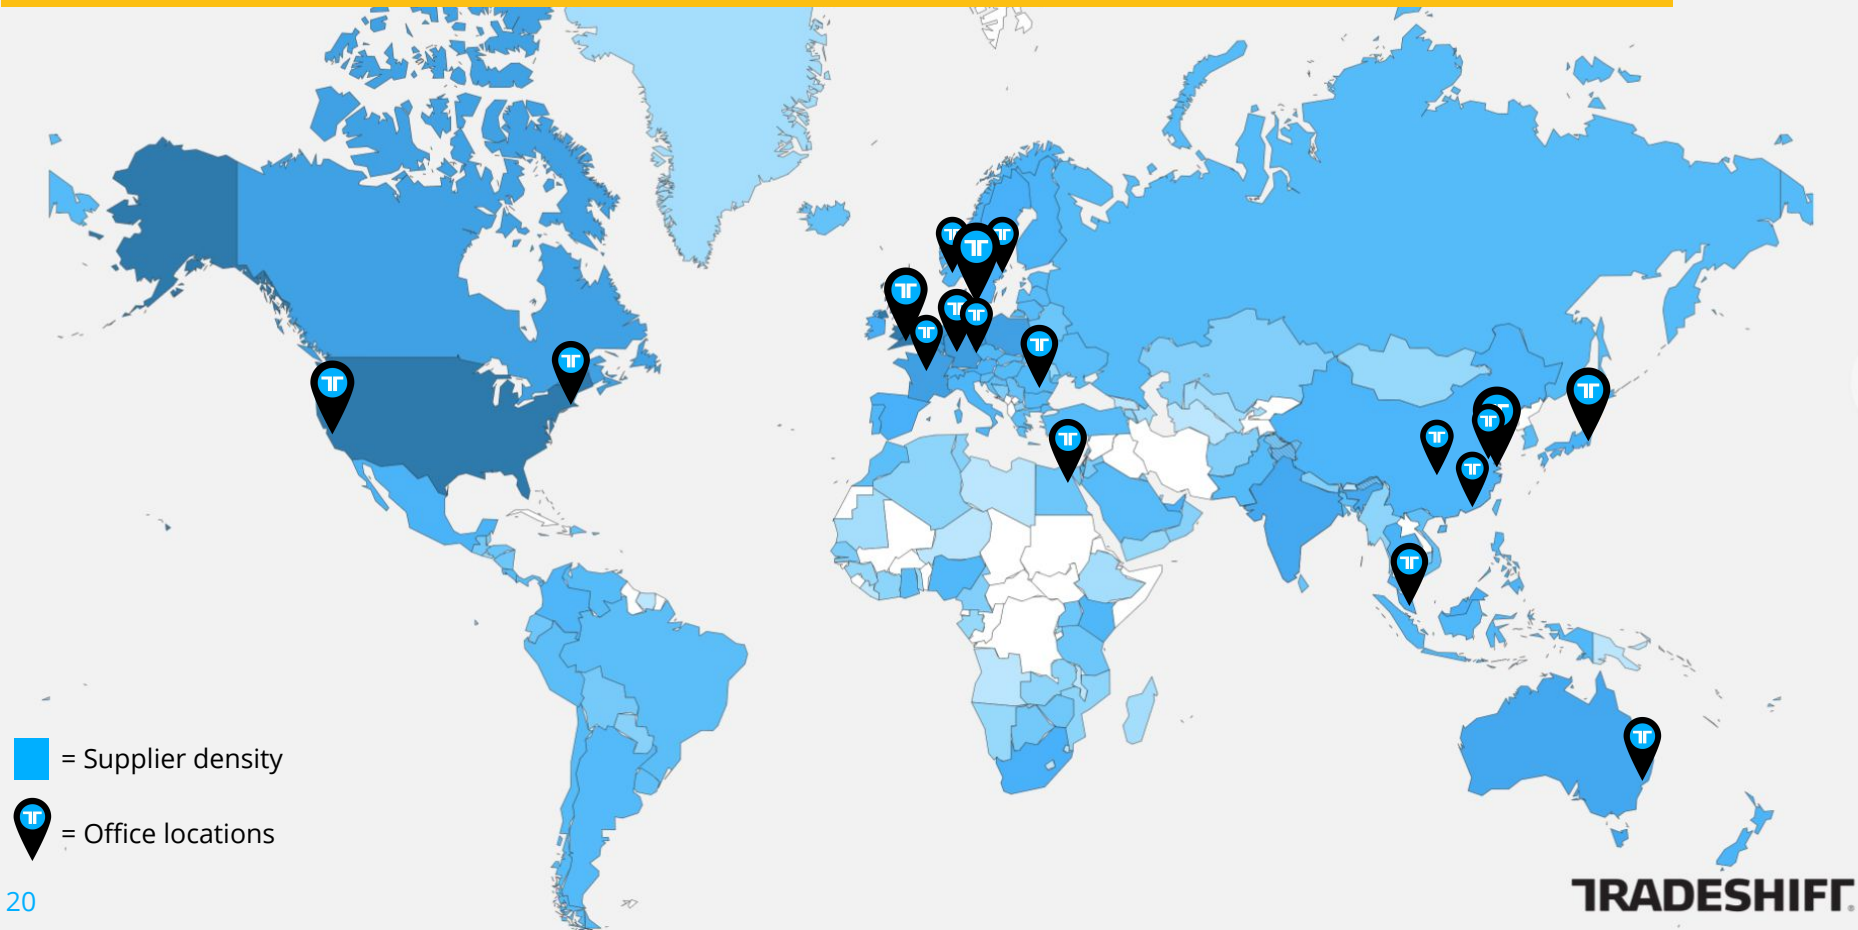 = Supplier density
= Office locations
20
TRADESHIFT